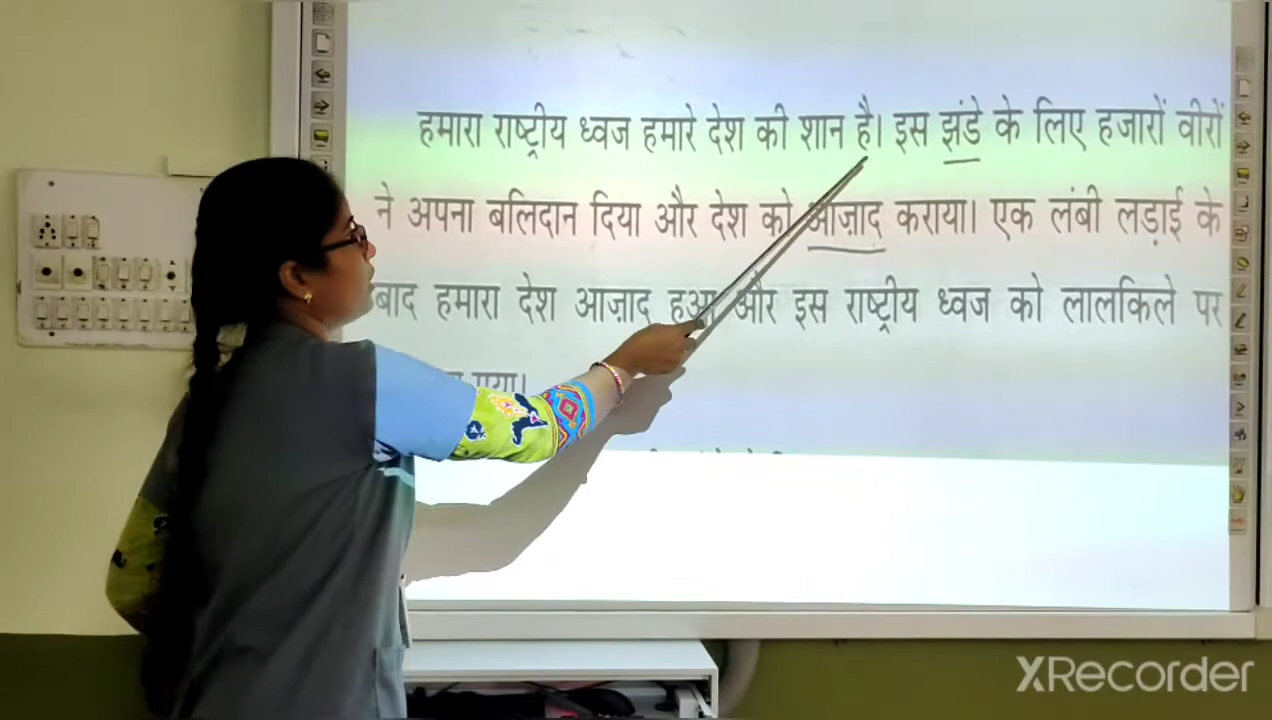 हमारा राष्ट्रीय ध्वज हमारे देश की शान है। इस झंडे के लिए हजारों वीरों
ने अपना बलिदान दिया और देश को आज़ाद कराया। एक लंबी लड़ाई के
बाद हमारा देश आज़ाद हुआ और इस राष्ट्रीय ध्वज को लालकिले पर
गया।
XRecorder